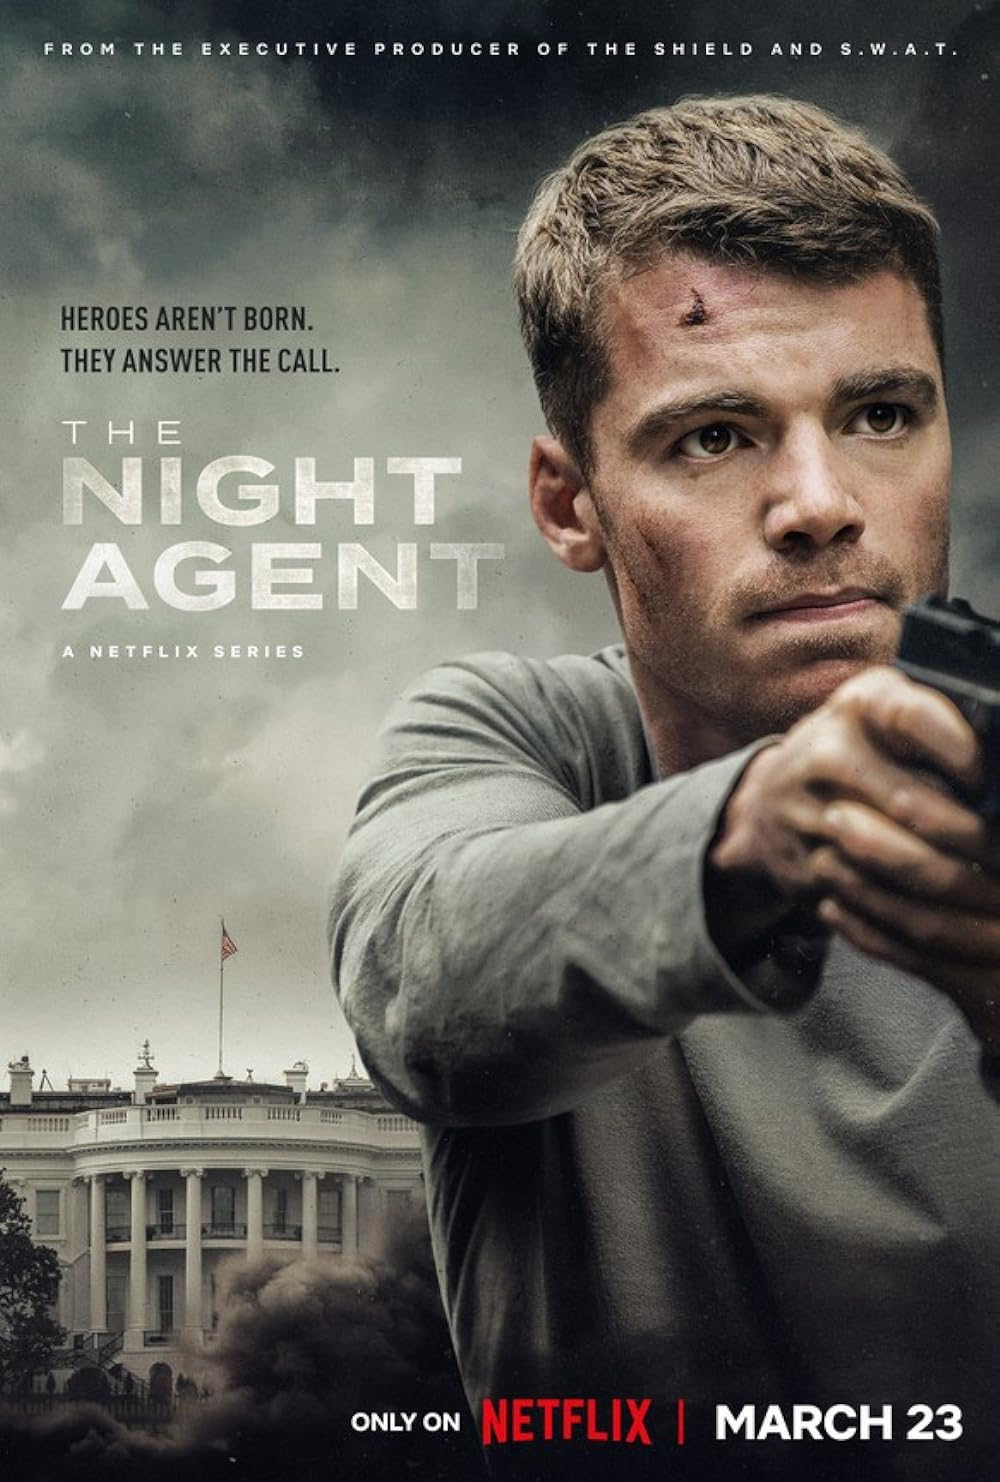 FROM THE EXECUTIVE PRODUCER OF THE SHIELD AND S.W.A.T.
HEROES AREN'T BORN.
THEY ANSWER THE CALL.
THE
NIGHT
AGENT
A NETFLIX SERIES
ONLY ON NETFLIX | MARCH 23